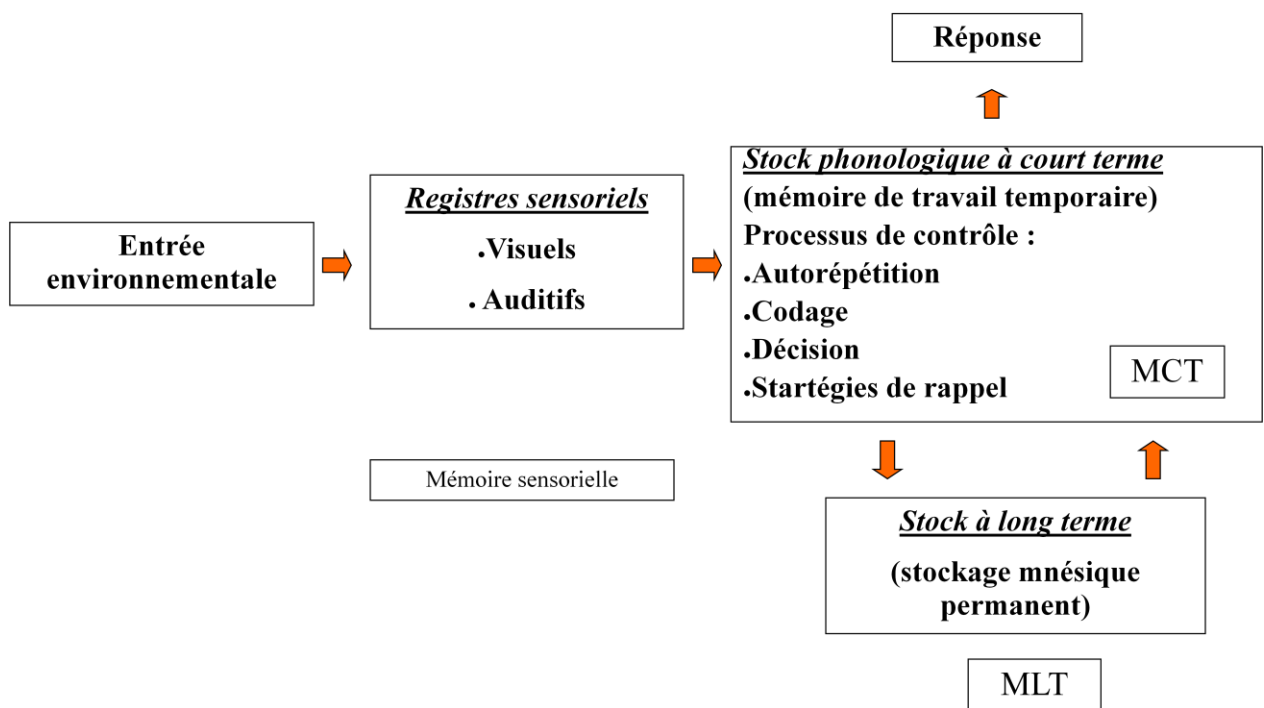 Réponse
Entrée
environnementale
Registres sensoriels
.Visuels
. Auditifs
Mémoire sensorielle
Stock phonologique à court terme
(mémoire de travail temporaire)
Processus de contrôle :
.Autorépétition
.Codage
.Décision
.Startégies de rappel
MCT
Stock à long terme
(stockage mnésique
permanent)
MLT